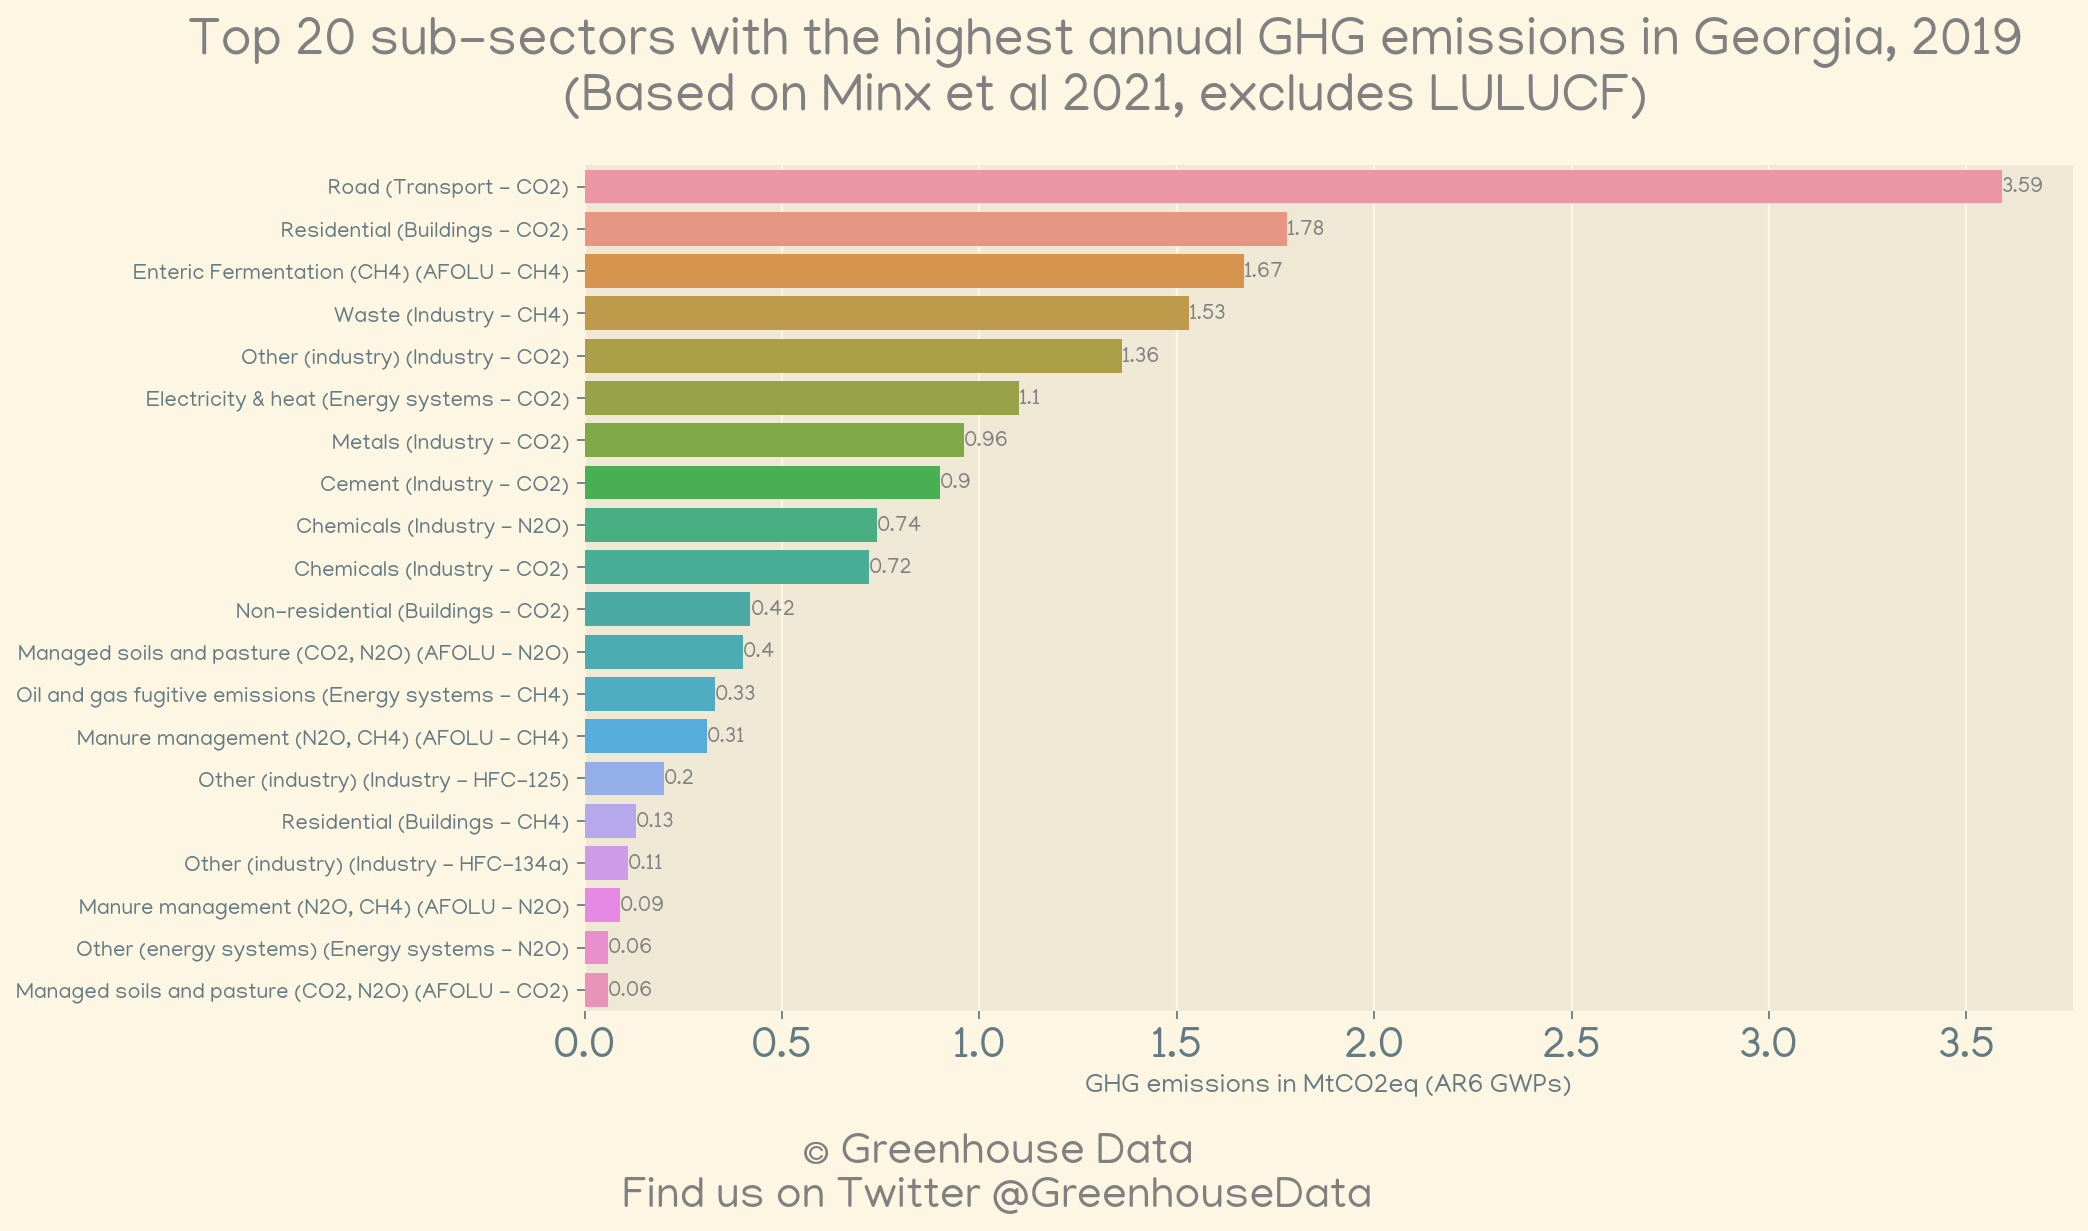 Top 20 sub-sectors with the highest annual GHG emissions in Georgia, 2019
(Based on Minx et al 2021, excludes LULUCF)
Road (Transport - CO2) 3.59
Residential (Buildings - CO2) 1.78
Enteric Fermentation (CH4) (AFOLU - CH4) 1.67
Waste (Industry - CH4) 1.53
Other (industry) (Industry - CO2) 1.36
Electricity & heat (Energy systems - CO2) 1.1
Metals (Industry - CO2) 0.96
Cement (Industry - CO2) 0.9
Chemicals (Industry - N2O) 0.74
Chemicals (Industry - CO2) 0.72
Non-residential (Buildings - CO2) 0.42
Managed soils and pasture (CO2, N2O) (AFOLU - N2O) 0.4
Oil and gas fugitive emissions (Energy systems - CH4) 0.33
Manure management (N2O, CH4) (AFOLU - CH4) 0.31
Other (industry) (Industry - HFC-125) 0.2
Residential (Buildings - CH4) 0.13
Other (industry) (Industry - HFC-134a) 0.11
Manure management (N2O, CH4) (AFOLU - N2O) 0.09
Other (energy systems) (Energy systems - N2O) 0.06
Managed soils and pasture (CO2, N2O) (AFOLU - CO2) 0.06
0.0 0.5 1.0 1.5 2.0 2.5 3.0 3.5
GHG emissions in MtCO2eq (AR6 GWPs)
© Greenhouse Data
Find us on Twitter @GreenhouseData